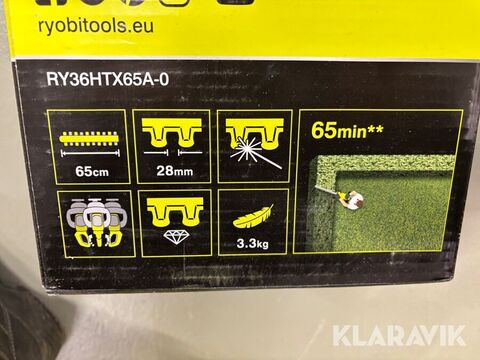 ryobitools.eu
RY36HTX65A-0
65cm
28mm
65min**
3.3kg
KLARAVIK